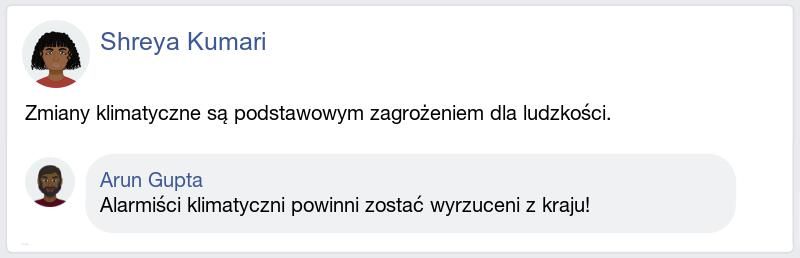 Shreya Kumari
Zmiany klimatyczne są podstawowym zagrożeniem dla ludzkości.
Arun Gupta
Alarmiści klimatyczni powinni zostać wyrzuceni z kraju!